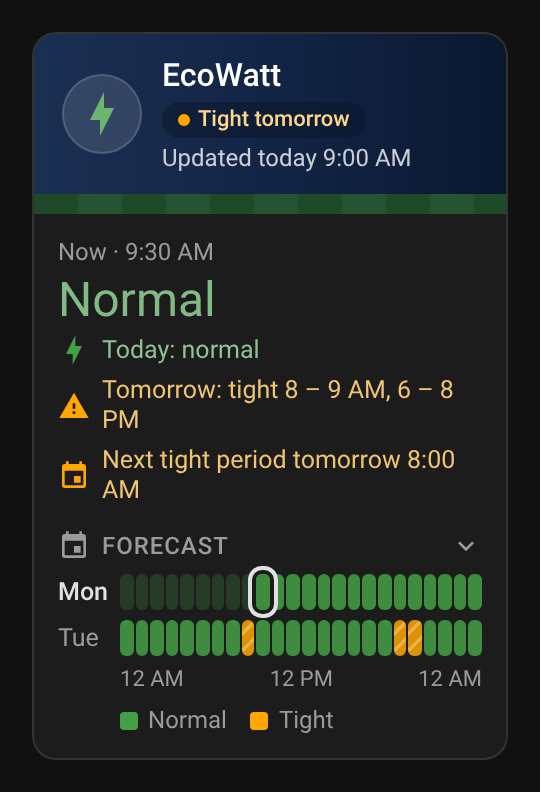 EcoWatt
Tight tomorrow
Updated today 9:00 AM
Now · 9:30 AM
Normal
Today: normal
Tomorrow: tight 8 – 9 AM, 6 – 8
PM
Next tight period tomorrow 8:00
AM
FORECAST
Mon
Tue
12 AM 12 PM 12 AM
Normal Tight